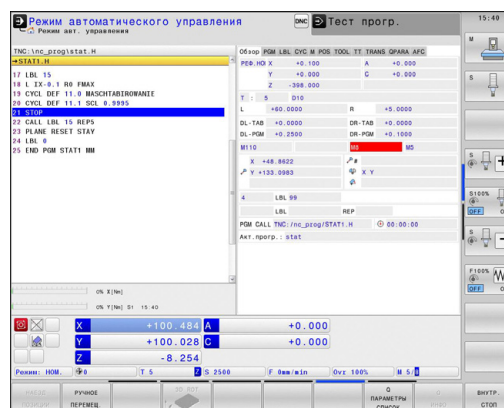 Режим автоматического управления
Режим авт. управления
DNC
Тест прогр.
15:40
TNC:\nc_prog\stat.H
→STAT1.H
17 LBL 15
18 L IX-0.1 R0 FMAX
19 CYCL DEF 11.0 MASCHTABIROWANIE
20 CYCL DEF 11.1 SCL 0.9995
21 STOP
22 CALL LBL 15 REP5
23 PLANE RESET STAY
24 LBL 0
25 END PGM STAT1 MM
0% X[Nm]
0% Y[Nm] S1 15:40
Обзор PGM LBL CYC M POS TOOL TT TRANS QPARA AFC
РЕФ.НОМ X +0.100 A +0.000
Y +0.000 C +0.000
Z -398.000
T : 5 D10
L +60.0000 R +5.0000
DL-TAB +0.0000 DR-TAB +0.0000
DL-PGM +0.2500 DR-PGM +0.1000
M110 M5
X +48.8622
Y +133.0983 X Y
4 LBL 99
LBL REP
PGM CALL TNC:/nc_prog/STAT1.H 00:00:00
Акт.прогр.: stat
X +100.484 A +0.000
Y +100.028 C +0.000
Z -8.254
Режим: НОМ. 0 T 5 Z S 2500 F 0mm/min Ovr 100% M 5/
M
S
S
S100%
OFF
S
F100%
OFF
РУЧНОЕ
ПЕРЕМЕЩ
3D ROT
Q
ПАРАМЕТРЫ
СПИСОК
ВНУТР.
СТОП